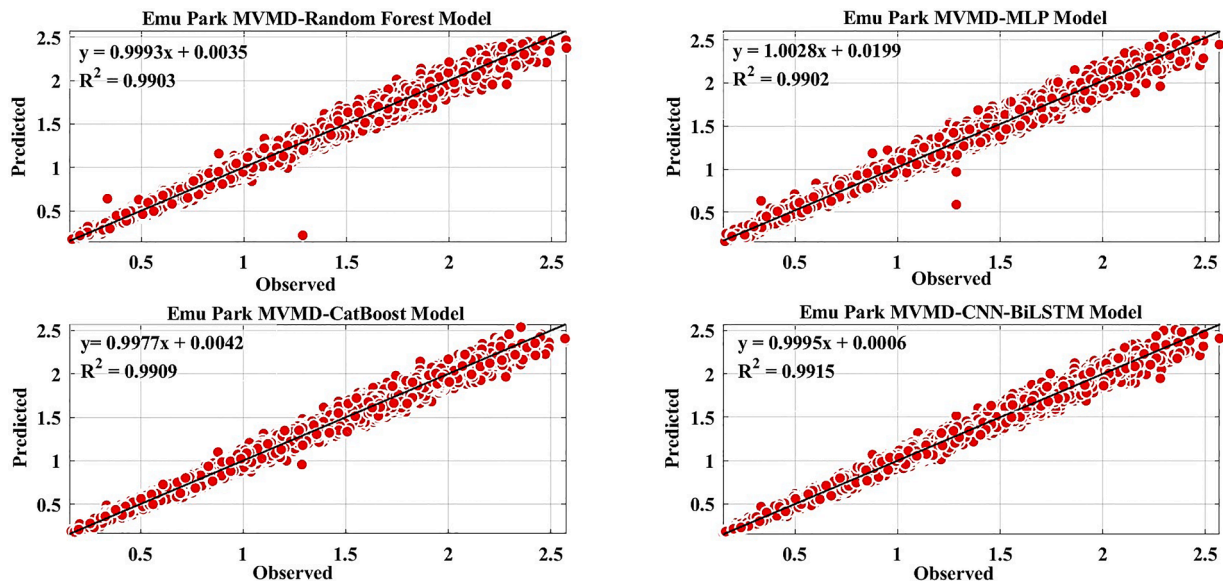 Emu Park MVMD-Random Forest Model
y = 0.9993x + 0.0035
R² = 0.9903
2.5
2
1.5
1
0.5
Predicted
0.5 1 1.5 2 2.5
Observed
Emu Park MVMD-MLP Model
y = 1.0028x + 0.0199
R² = 0.9902
2.5
2
1.5
1
0.5
Predicted
0.5 1 1.5 2 2.5
Observed
Emu Park MVMD-CatBoost Model
y= 0.9977x + 0.0042
R² = 0.9909
2.5
2
1.5
1
0.5
Predicted
0.5 1 1.5 2 2.5
Observed
Emu Park MVMD-CNN-BiLSTM Model
y = 0.9995x + 0.0006
R² = 0.9915
2.5
2
1.5
1
0.5
Predicted
0.5 1 1.5 2 2.5
Observed